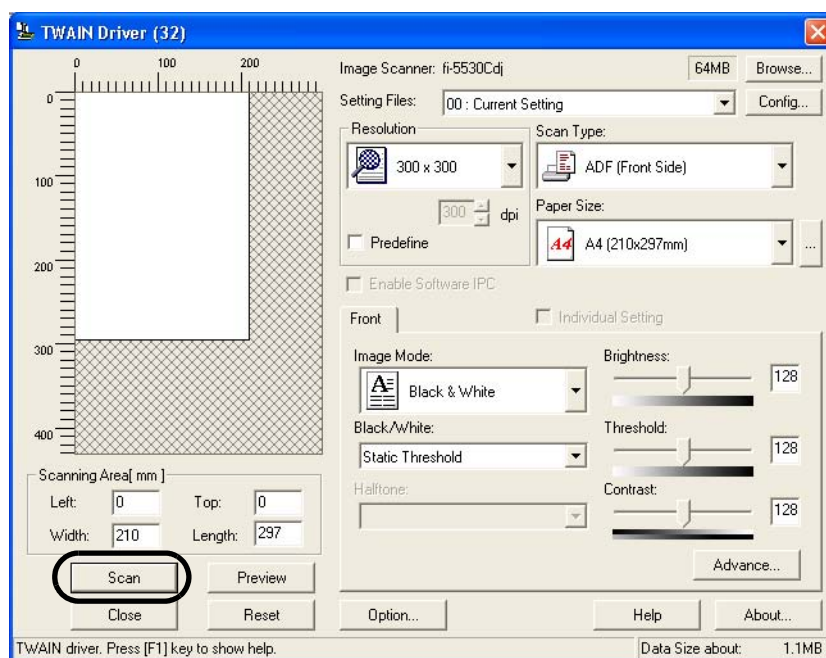 TWAIN Driver (32)
0 100 200
0
100
200
300
400
Image Scanner: fi-5530Cdj 64MB Browse...
Setting Files: 00 : Current Setting Config...
Resolution
300 x 300
300 dpi
Predefine
Scan Type:
ADF (Front Side)
Paper Size:
A4 A4 (210x297mm) ...
Enable Software IPC
Front
Individual Setting
Image Mode:
Black & White
Black/White:
Static Threshold
Halftone:
Brightness:
128
Threshold:
128
Contrast:
128
Advance...
Scanning Area[ mm ]
Left: 0 Top: 0
Width: 210 Length: 297
Scan Preview
Close Reset
Option... Help About...
TWAIN driver. Press [F1] key to show help. Data Size about: 1.1MB